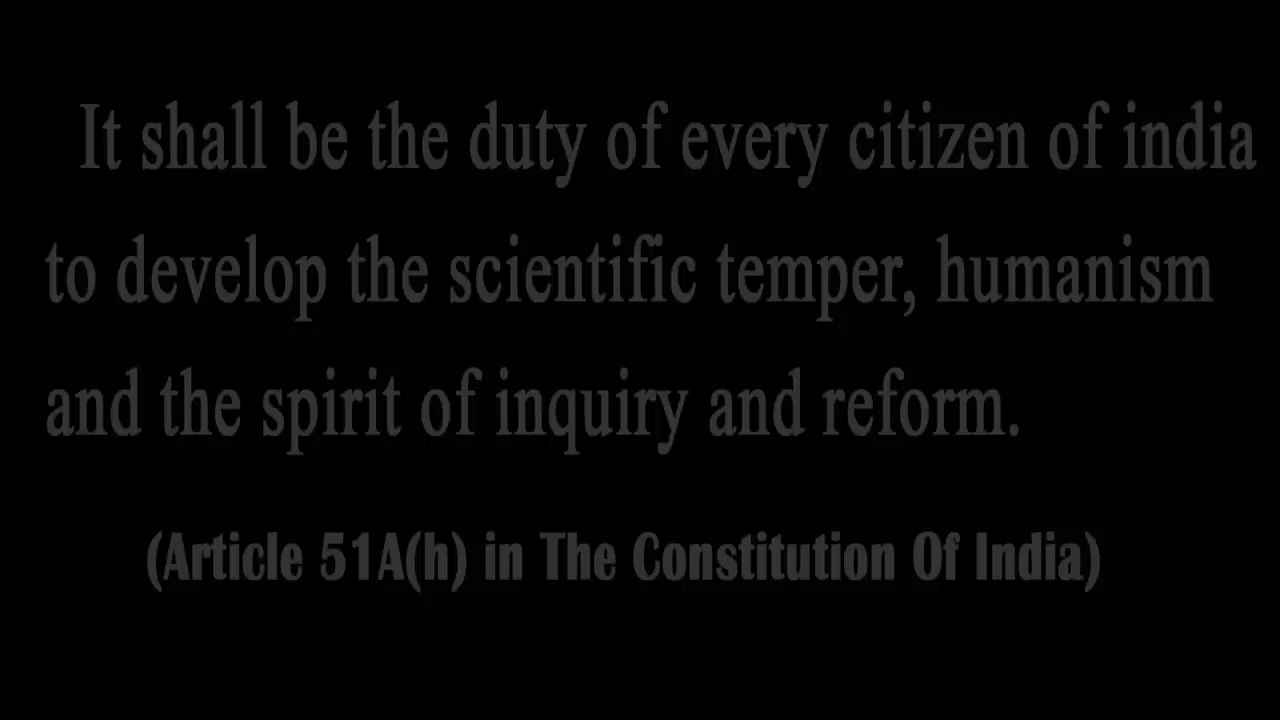 It shall be the duty of every citizen of india
to develop the scientific temper, humanism
and the spirit of inquiry and reform.
(Article 51A(h) in The Constitution Of India)